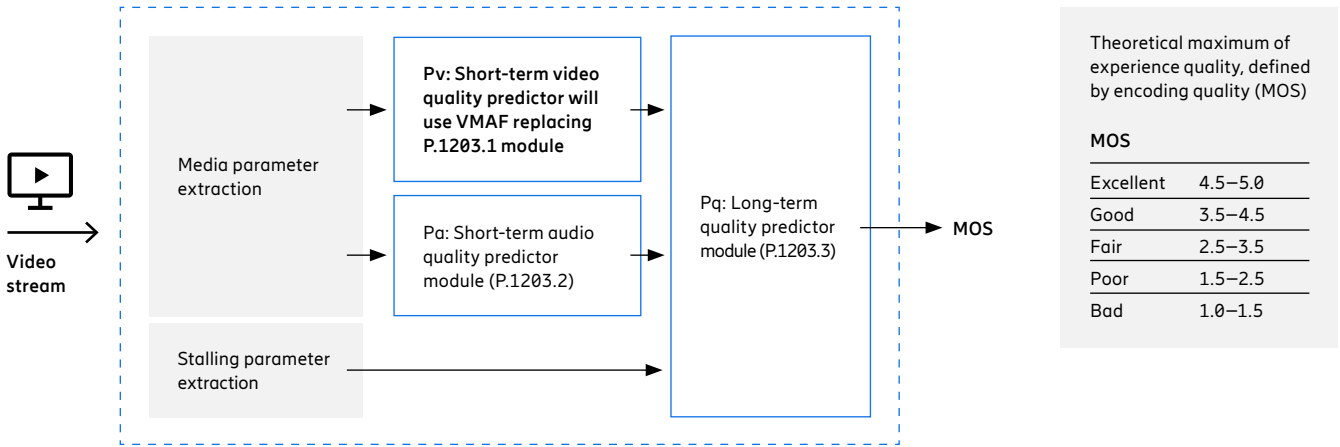 Video
stream
Media parameter
extraction
Stalling parameter
extraction
Pv: Short-term video
quality predictor will
use VMAF replacing
P.1203.1 module
Pa: Short-term audio
quality predictor
module (P.1203.2)
Pq: Long-term
quality predictor
module (P.1203.3)
MOS
Theoretical maximum of
experience quality, defined
by encoding quality (MOS)
MOS
Excellent 4.5–5.0
Good 3.5–4.5
Fair 2.5–3.5
Poor 1.5–2.5
Bad 1.0–1.5